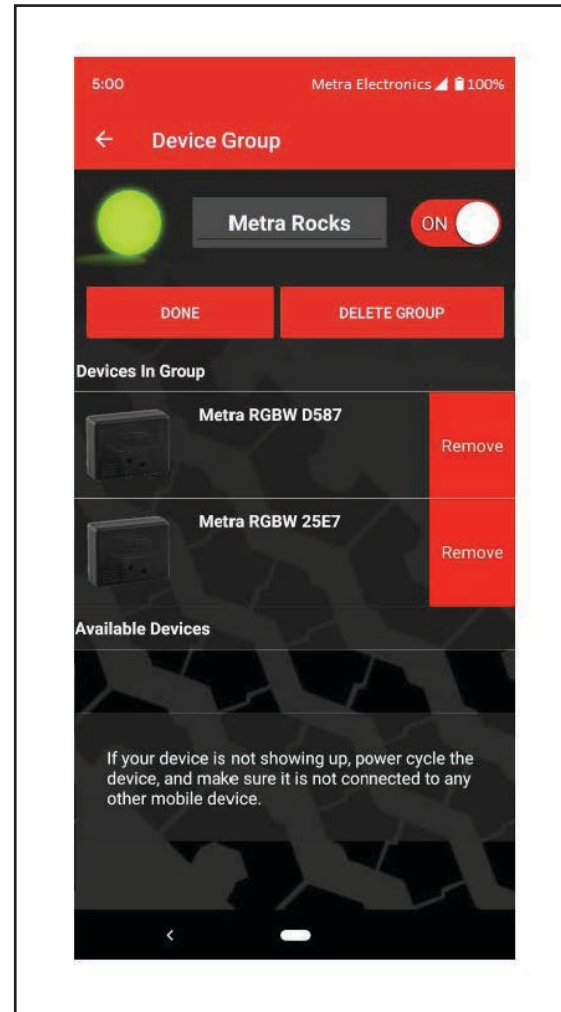 5:00 Metra Electronics 100%
Device Group
Metra Rocks ON
DONE DELETE GROUP
Devices In Group
Metra RGBW D587
Remove
Metra RGBW 25E7
Remove
Available Devices
If your device is not showing up, power cycle the
device, and make sure it is not connected to any
other mobile device.